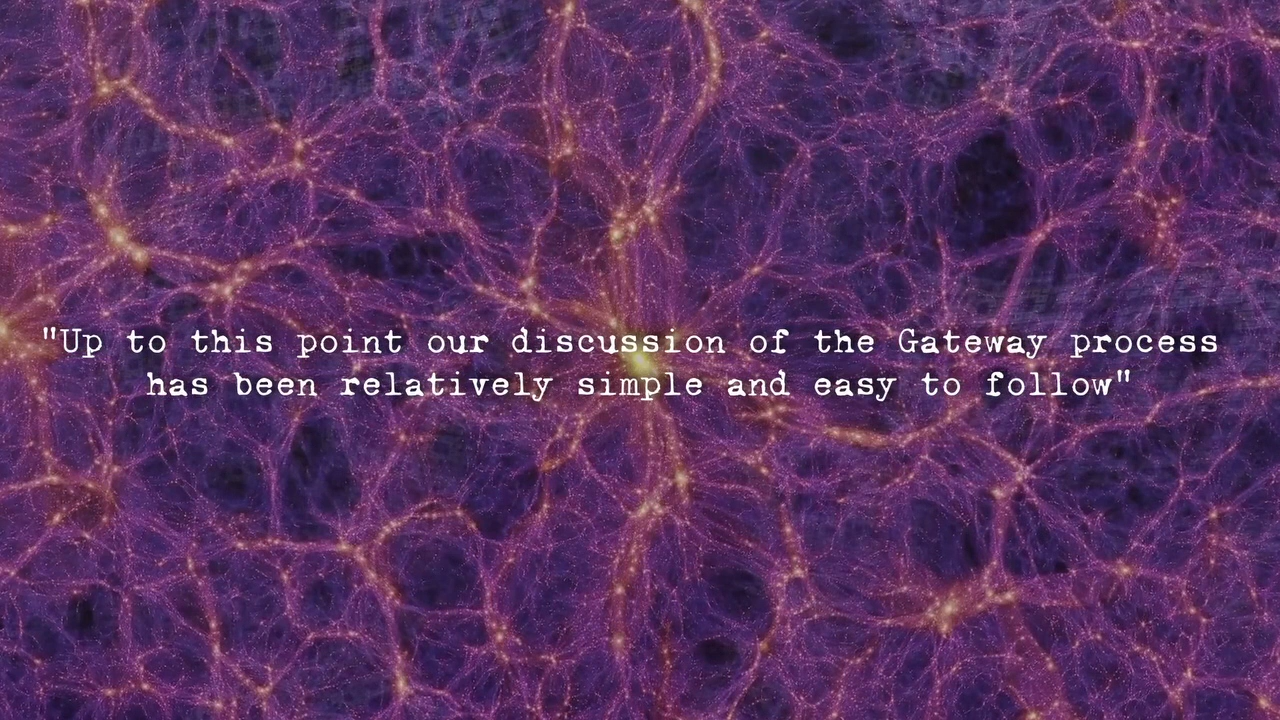 "Up to this point our discussion of the Gateway process
has been relatively simple and easy to follow"